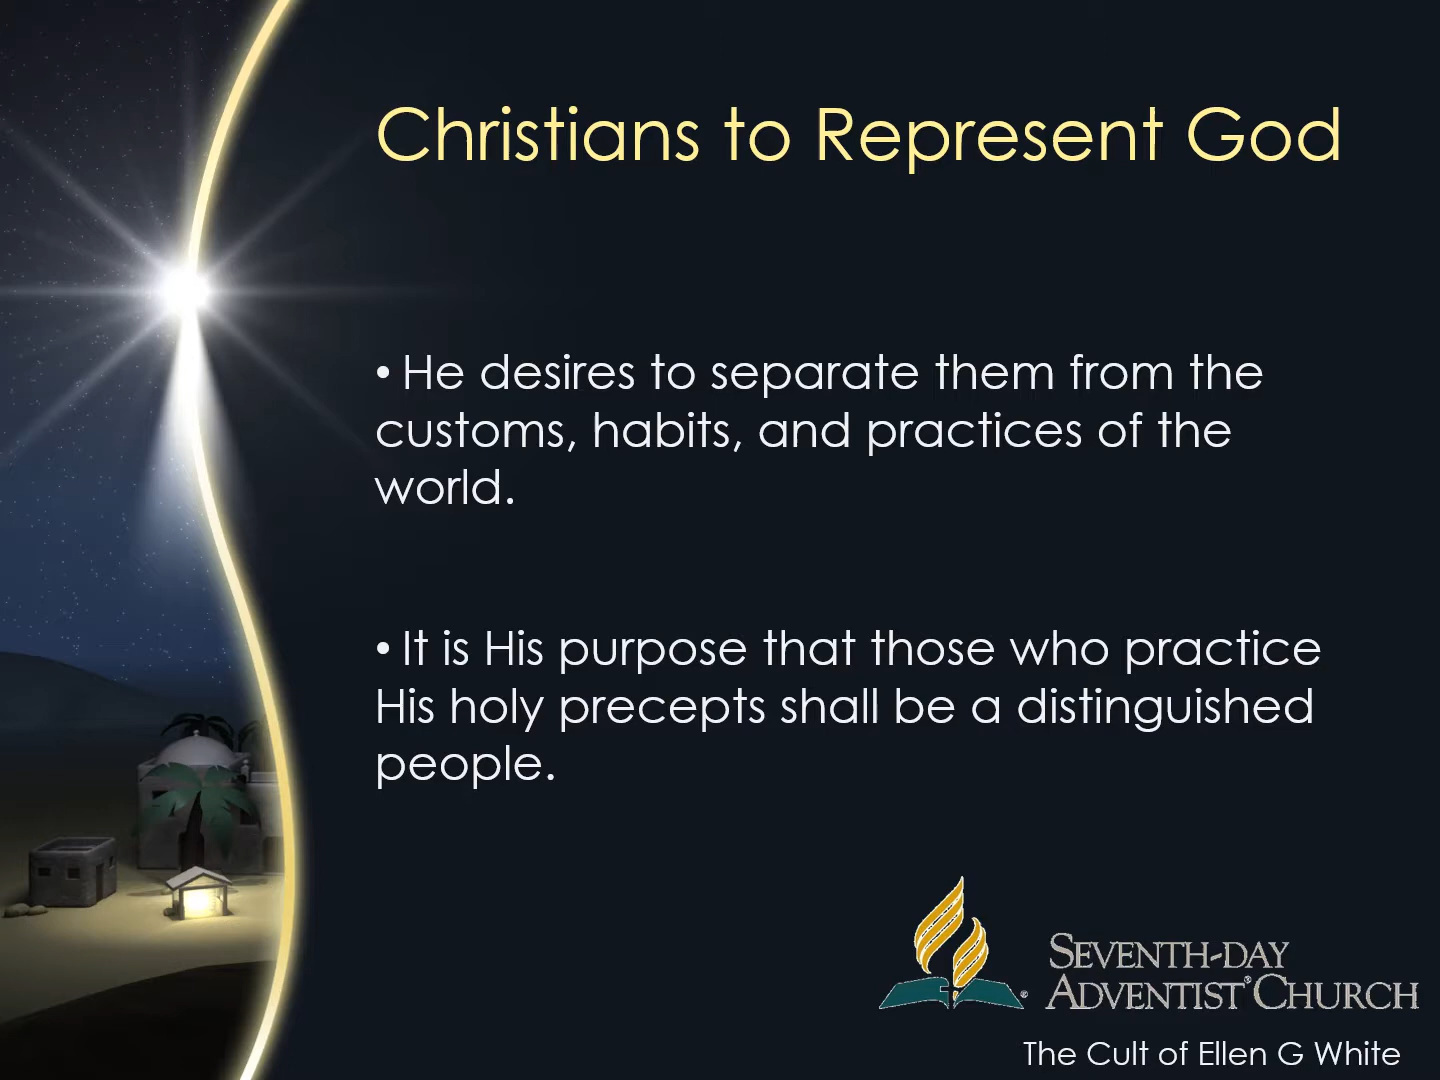 Christians to Represent God
• He desires to separate them from the
customs, habits, and practices of the
world.
• It is His purpose that those who practice
His holy precepts shall be a distinguished
people.
SEVENTH-DAY
ADVENTIST® CHURCH
The Cult of Ellen G White